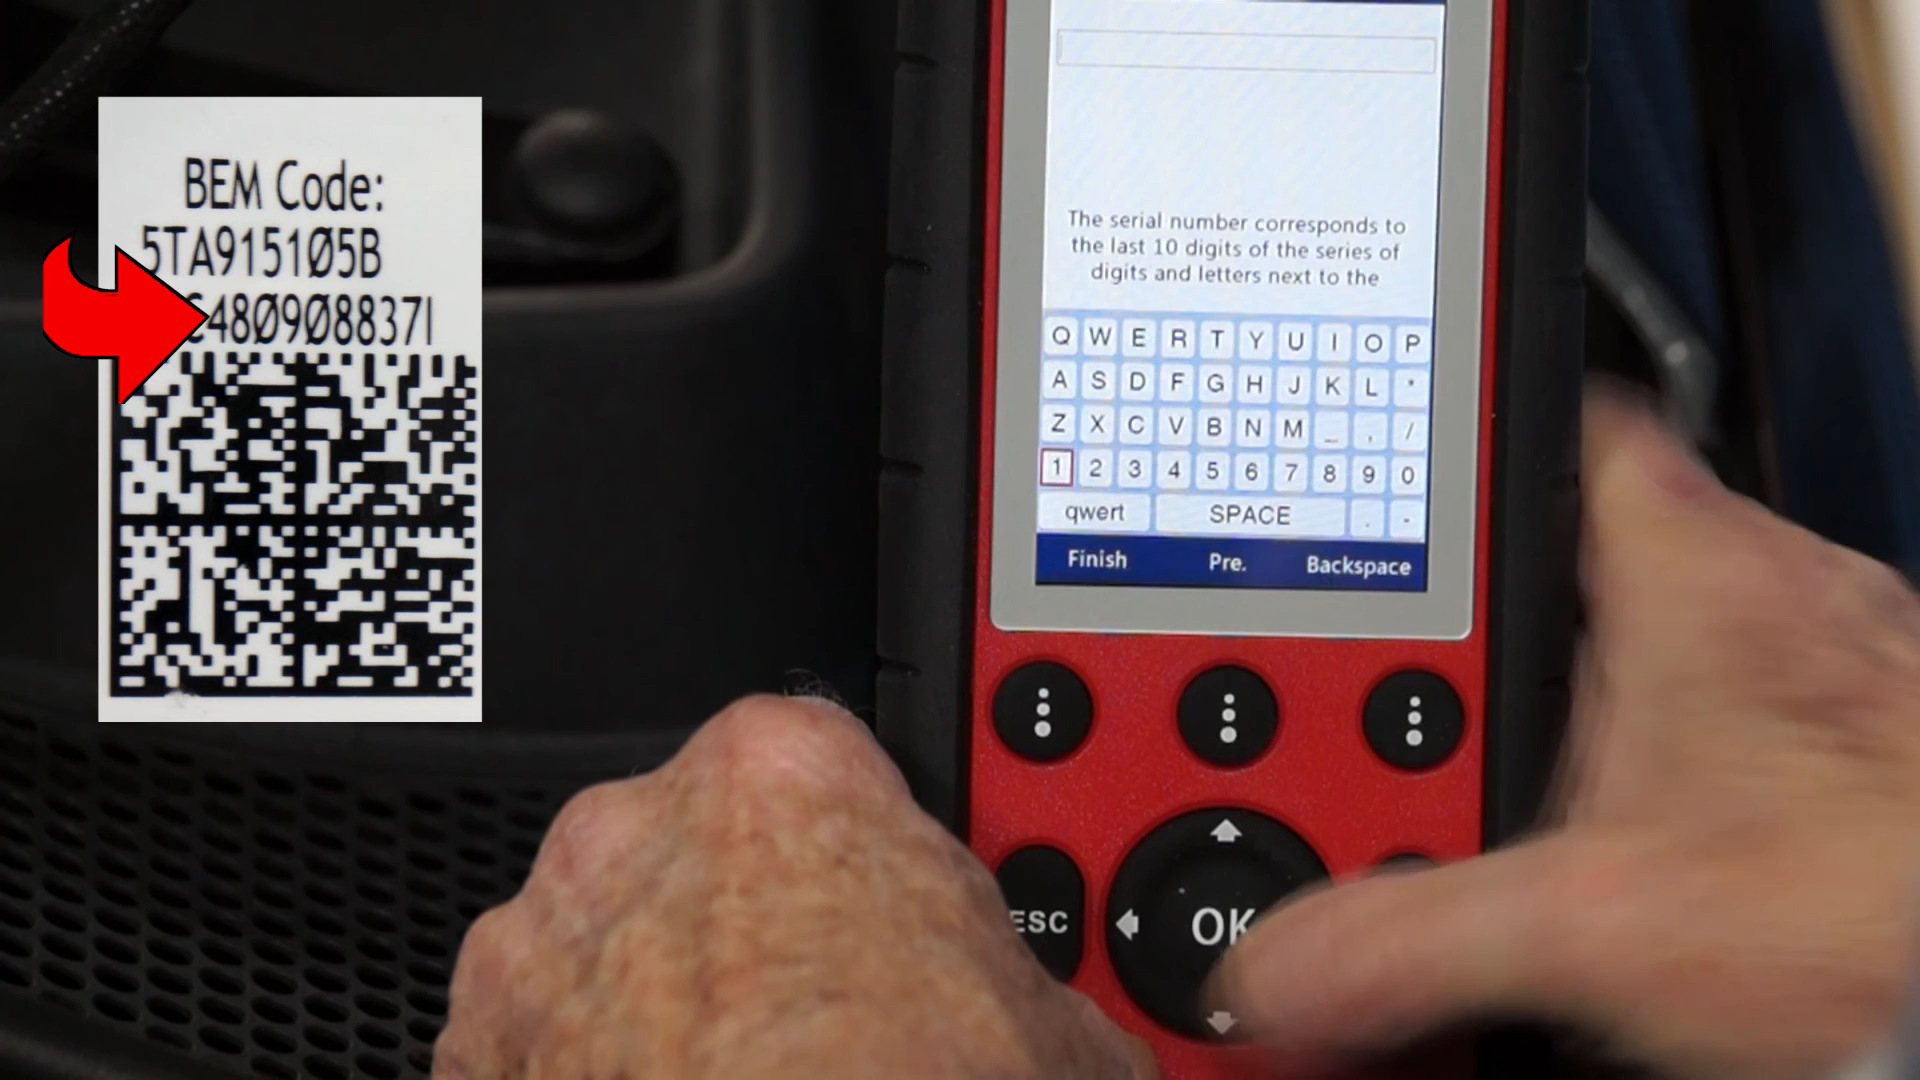 BEM Code:
5TA915105B
C4809088371
The serial number corresponds to
the last 10 digits of the series of
digits and letters next to the
Q W E R T Y U I O P
A S D F G H J K L *
Z X C V B N M _ , /
1 2 3 4 5 6 7 8 9 0
qwert SPACE . -
Finish Pre. Backspace
ESC
OK